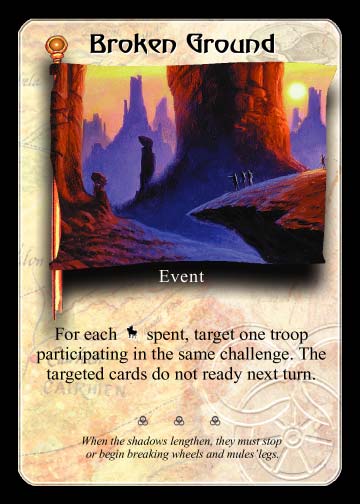 Broken Ground
Event
For each spent, target one troop
participating in the same challenge. The
targeted cards do not ready next turn.
CAIRHIEN
When the shadows lengthen, they must stop
or begin breaking wheels and mules' legs.